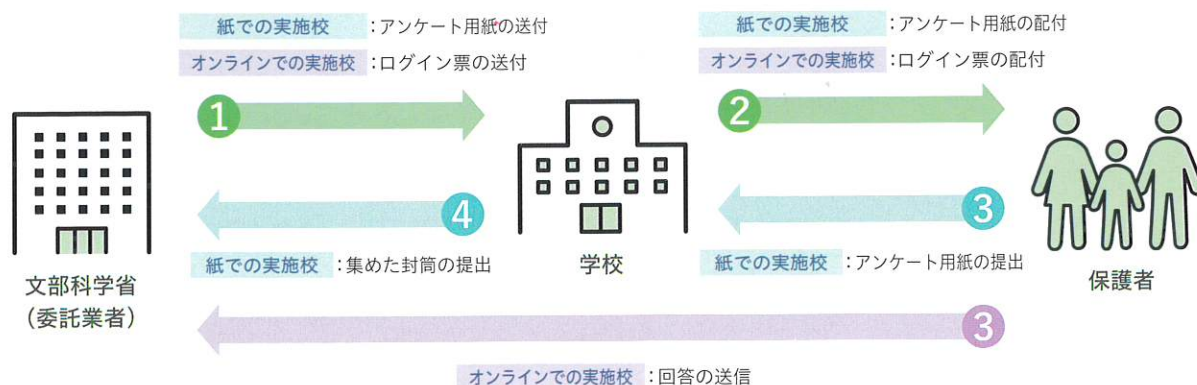 紙での実施校：アンケート用紙の送付
オンラインでの実施校：ログイン票の送付
紙での実施校：アンケート用紙の配付
オンラインでの実施校：ログイン票の配付
1
2
4
3
紙での実施校：集めた封筒の提出
学校
紙での実施校：アンケート用紙の提出
保護者
文部科学省
（委託業者）
3
オンラインでの実施校：回答の送信